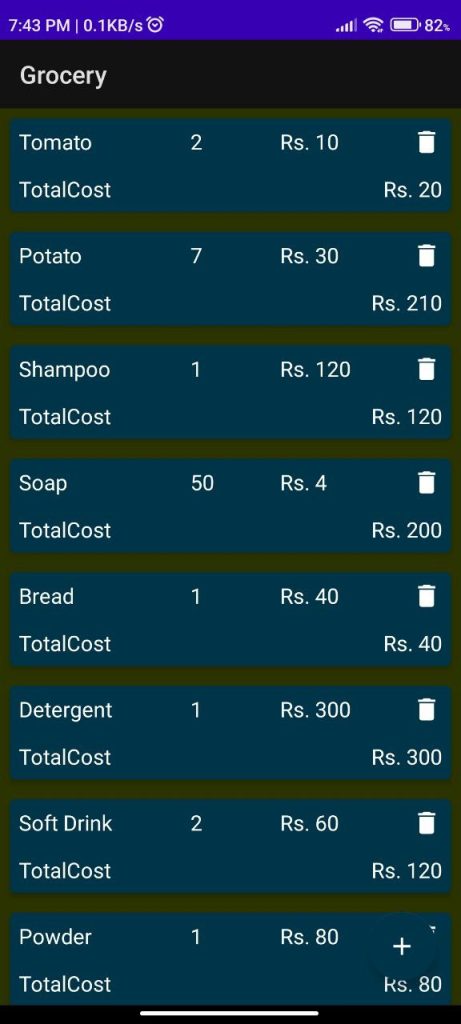 7:43 PM | 0.1KB/s 82%
Grocery
Tomato 2 Rs. 10
TotalCost Rs. 20
Potato 7 Rs. 30
TotalCost Rs. 210
Shampoo 1 Rs. 120
TotalCost Rs. 120
Soap 50 Rs. 4
TotalCost Rs. 200
Bread 1 Rs. 40
TotalCost Rs. 40
Detergent 1 Rs. 300
TotalCost Rs. 300
Soft Drink 2 Rs. 60
TotalCost Rs. 120
Powder 1 Rs. 80
TotalCost Rs. 80